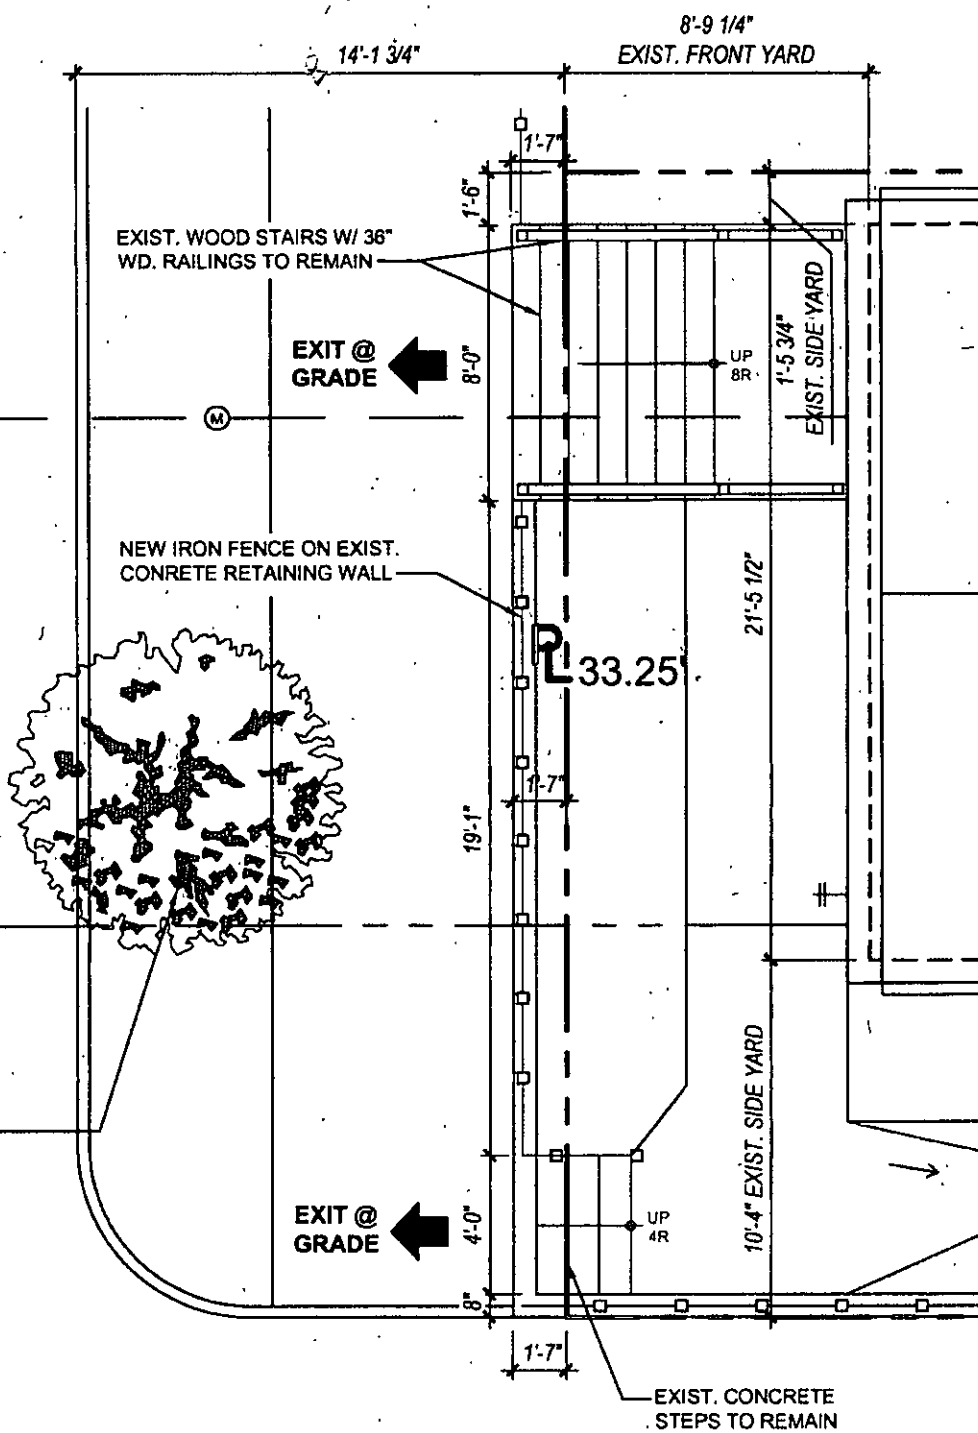 8'-9 1/4"
14'-1 3/4"
EXIST. FRONT YARD
1'-7"
1'-6"
EXIST. WOOD STAIRS W/ 36"
WD. RAILINGS TO REMAIN
EXIT @
GRADE
8'-0"
UP
8R
1'-5 3/4"
EXIST. SIDE YARD
M
NEW IRON FENCE ON EXIST.
CONRETE RETAINING WALL
21'-5 1/2"
PL 33.25'
1'-7"
19'-1"
10'-4" EXIST. SIDE YARD
EXIT @
GRADE
4'-0"
UP
4R
8"
1'-7"
EXIST. CONCRETE
STEPS TO REMAIN